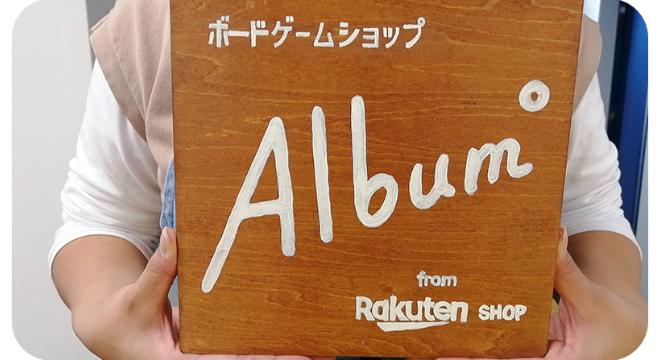 ボードゲームショップ
Album
from
Rakuten SHOP